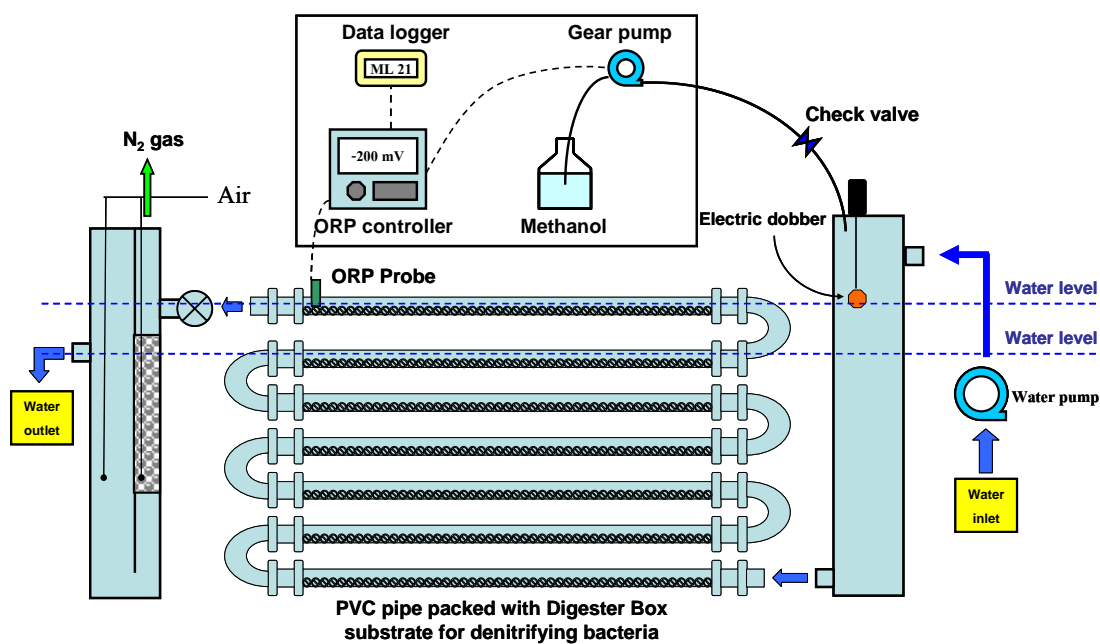 Data logger
ML 21
Gear pump
Check valve
N₂ gas
-200 mV
Air
Methanol
ORP controller
Electric dobber
ORP Probe
Water level
Water level
Water pump
Water
outlet
Water
inlet
PVC pipe packed with Digester Box
substrate for denitrifying bacteria